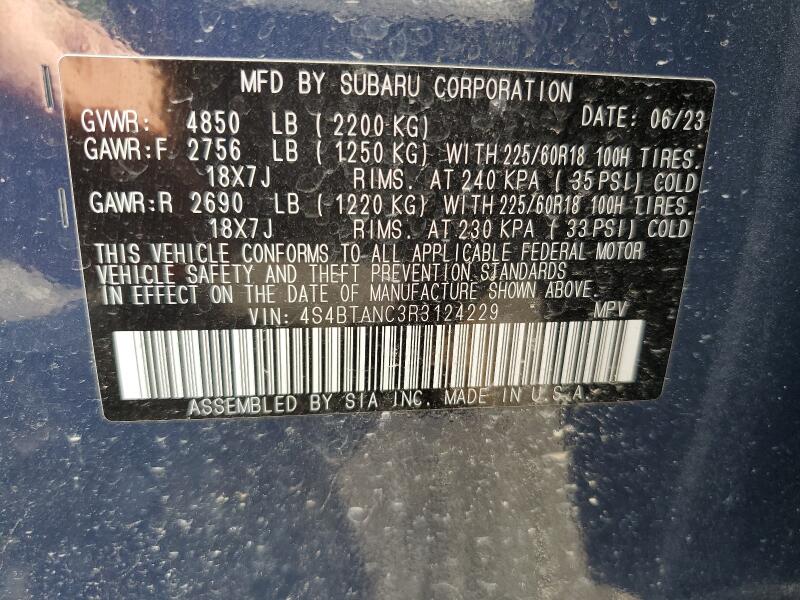 MFD BY SUBARU CORPORATION
GVWR: 4850 LB (2200 KG) DATE: 06/23
GAWR:F 2756 LB (1250 KG) WITH 225/60R18 100H TIRES.
18X7J RIMS. AT 240 KPA (35 PSI) COLD
GAWR:R 2690 LB (1220 KG) WITH 225/60R18 100H TIRES.
18X7J RIMS. AT 230 KPA (33 PSI) COLD
THIS VEHICLE CONFORMS TO ALL APPLICABLE FEDERAL MOTOR
VEHICLE SAFETY AND THEFT PREVENTION STANDARDS
IN EFFECT ON THE DATE OF MANUFACTURE SHOWN ABOVE.
VIN: 4S4BTANC3R3124229 MPV
ASSEMBLED BY SIA INC. MADE IN U.S.A.